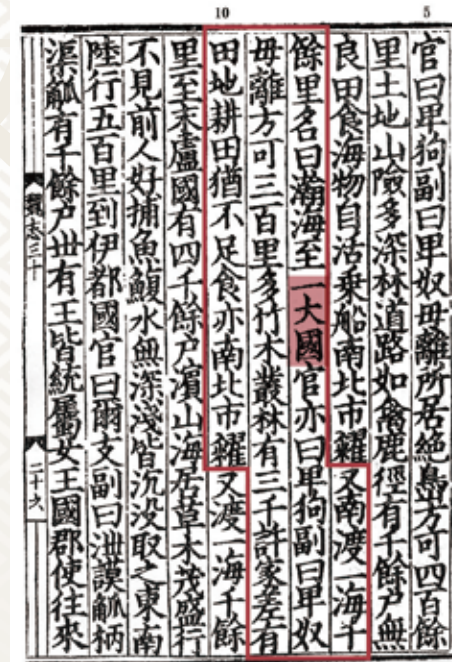 5
10
官曰卑狗副曰卑奴毋離所居絶㠀方可四百餘
里土地山險多深林道路如禽鹿徑有千餘户無
良田食海物自活乗船南北市糴又南渡一海千
餘里名曰瀚海至一大國官亦曰卑狗副曰卑奴
毋離方可三百里多竹木叢林有三千許家差有
田地耕田猶不足食亦南北市糴又渡一海千餘
里至末盧國有四千餘户濵山海居草木茂盛行
不見前人好捕魚鰒水無深淺皆沉没取之東南
陸行五百里到伊都國官曰爾支副曰泄謨觚柄
渠觚有千餘户丗有王皆統屬女王國郡使往來
魏志三十
二十六